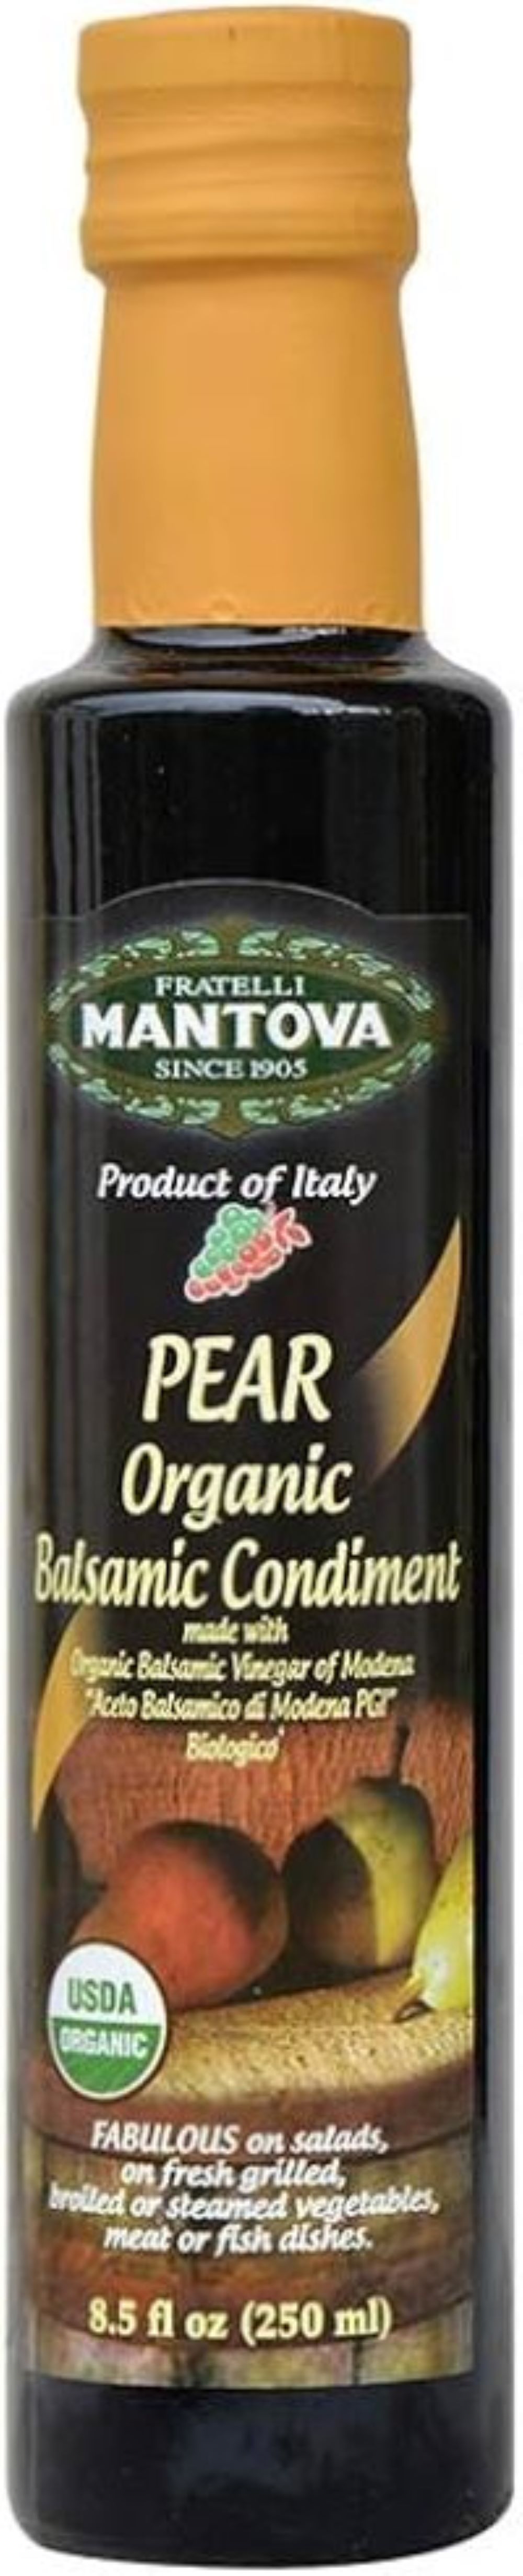 FRATELLI
MANTOVA
SINCE 1905
Product of Italy
PEAR
Organic
Balsamic Condiment
made with
Organic Balsamic Vinegar of Modena
"Aceto Balsamico di Modena PGI"
Biologico"
USDA
ORGANIC
FABULOUS on salads,
on fresh grilled,
broiled or steamed vegetables,
meat or fish dishes.
8.5 fl oz (250 ml)